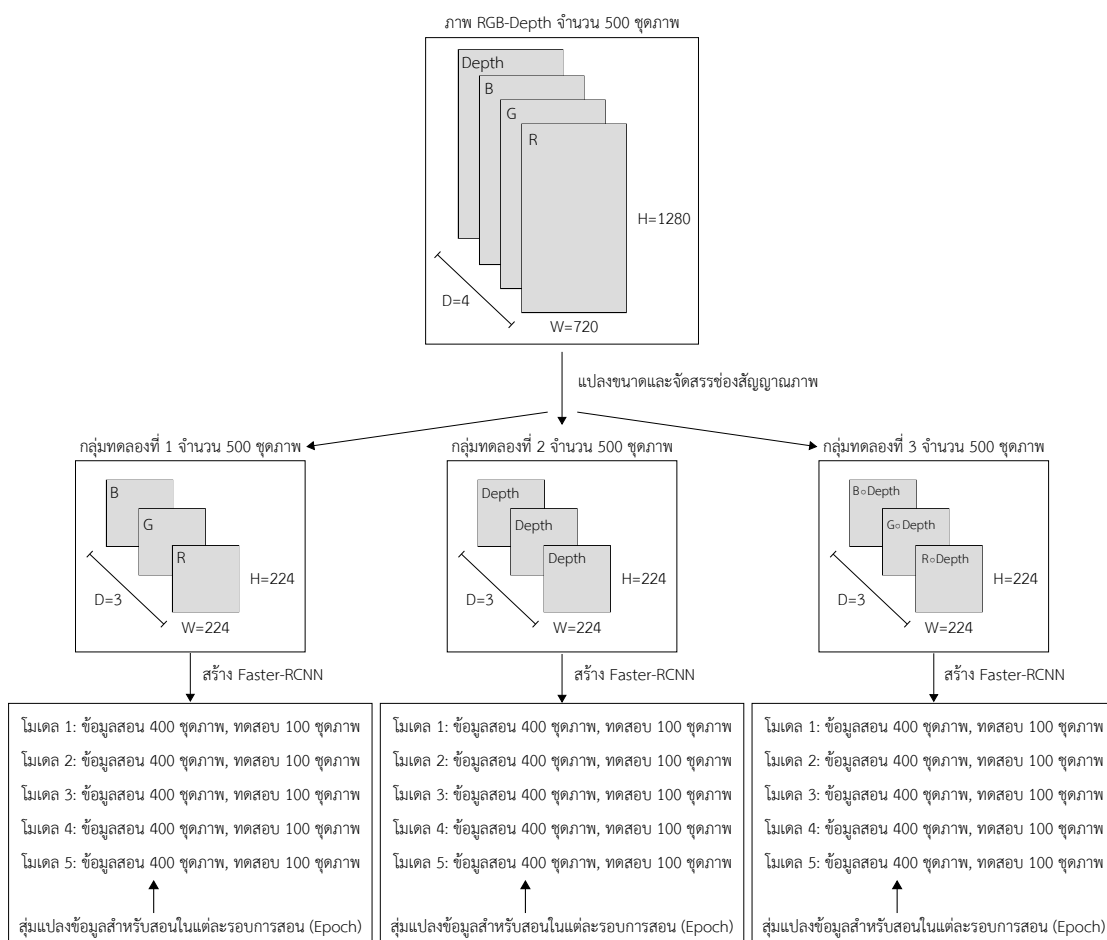 ภาพ RGB-Depth จำนวน 500 ชุดภาพ
Depth
B
G
R
H=1280
D=4
W=720
แปลงขนาดและจัดสรรช่องสัญญาณภาพ
กลุ่มทดลองที่ 1 จำนวน 500 ชุดภาพ
B
G
R
H=224
D=3
W=224
สร้าง Faster-RCNN
โมเดล 1: ข้อมูลสอน 400 ชุดภาพ, ทดสอบ 100 ชุดภาพ
โมเดล 2: ข้อมูลสอน 400 ชุดภาพ, ทดสอบ 100 ชุดภาพ
โมเดล 3: ข้อมูลสอน 400 ชุดภาพ, ทดสอบ 100 ชุดภาพ
โมเดล 4: ข้อมูลสอน 400 ชุดภาพ, ทดสอบ 100 ชุดภาพ
โมเดล 5: ข้อมูลสอน 400 ชุดภาพ, ทดสอบ 100 ชุดภาพ
สุ่มแปลงข้อมูลสำหรับสอนในแต่ละรอบการสอน (Epoch)
กลุ่มทดลองที่ 2 จำนวน 500 ชุดภาพ
Depth
Depth
Depth
H=224
D=3
W=224
สร้าง Faster-RCNN
โมเดล 1: ข้อมูลสอน 400 ชุดภาพ, ทดสอบ 100 ชุดภาพ
โมเดล 2: ข้อมูลสอน 400 ชุดภาพ, ทดสอบ 100 ชุดภาพ
โมเดล 3: ข้อมูลสอน 400 ชุดภาพ, ทดสอบ 100 ชุดภาพ
โมเดล 4: ข้อมูลสอน 400 ชุดภาพ, ทดสอบ 100 ชุดภาพ
โมเดล 5: ข้อมูลสอน 400 ชุดภาพ, ทดสอบ 100 ชุดภาพ
สุ่มแปลงข้อมูลสำหรับสอนในแต่ละรอบการสอน (Epoch)
กลุ่มทดลองที่ 3 จำนวน 500 ชุดภาพ
B∘Depth
G∘Depth
R∘Depth
H=224
D=3
W=224
สร้าง Faster-RCNN
โมเดล 1: ข้อมูลสอน 400 ชุดภาพ, ทดสอบ 100 ชุดภาพ
โมเดล 2: ข้อมูลสอน 400 ชุดภาพ, ทดสอบ 100 ชุดภาพ
โมเดล 3: ข้อมูลสอน 400 ชุดภาพ, ทดสอบ 100 ชุดภาพ
โมเดล 4: ข้อมูลสอน 400 ชุดภาพ, ทดสอบ 100 ชุดภาพ
โมเดล 5: ข้อมูลสอน 400 ชุดภาพ, ทดสอบ 100 ชุดภาพ
สุ่มแปลงข้อมูลสำหรับสอนในแต่ละรอบการสอน (Epoch)